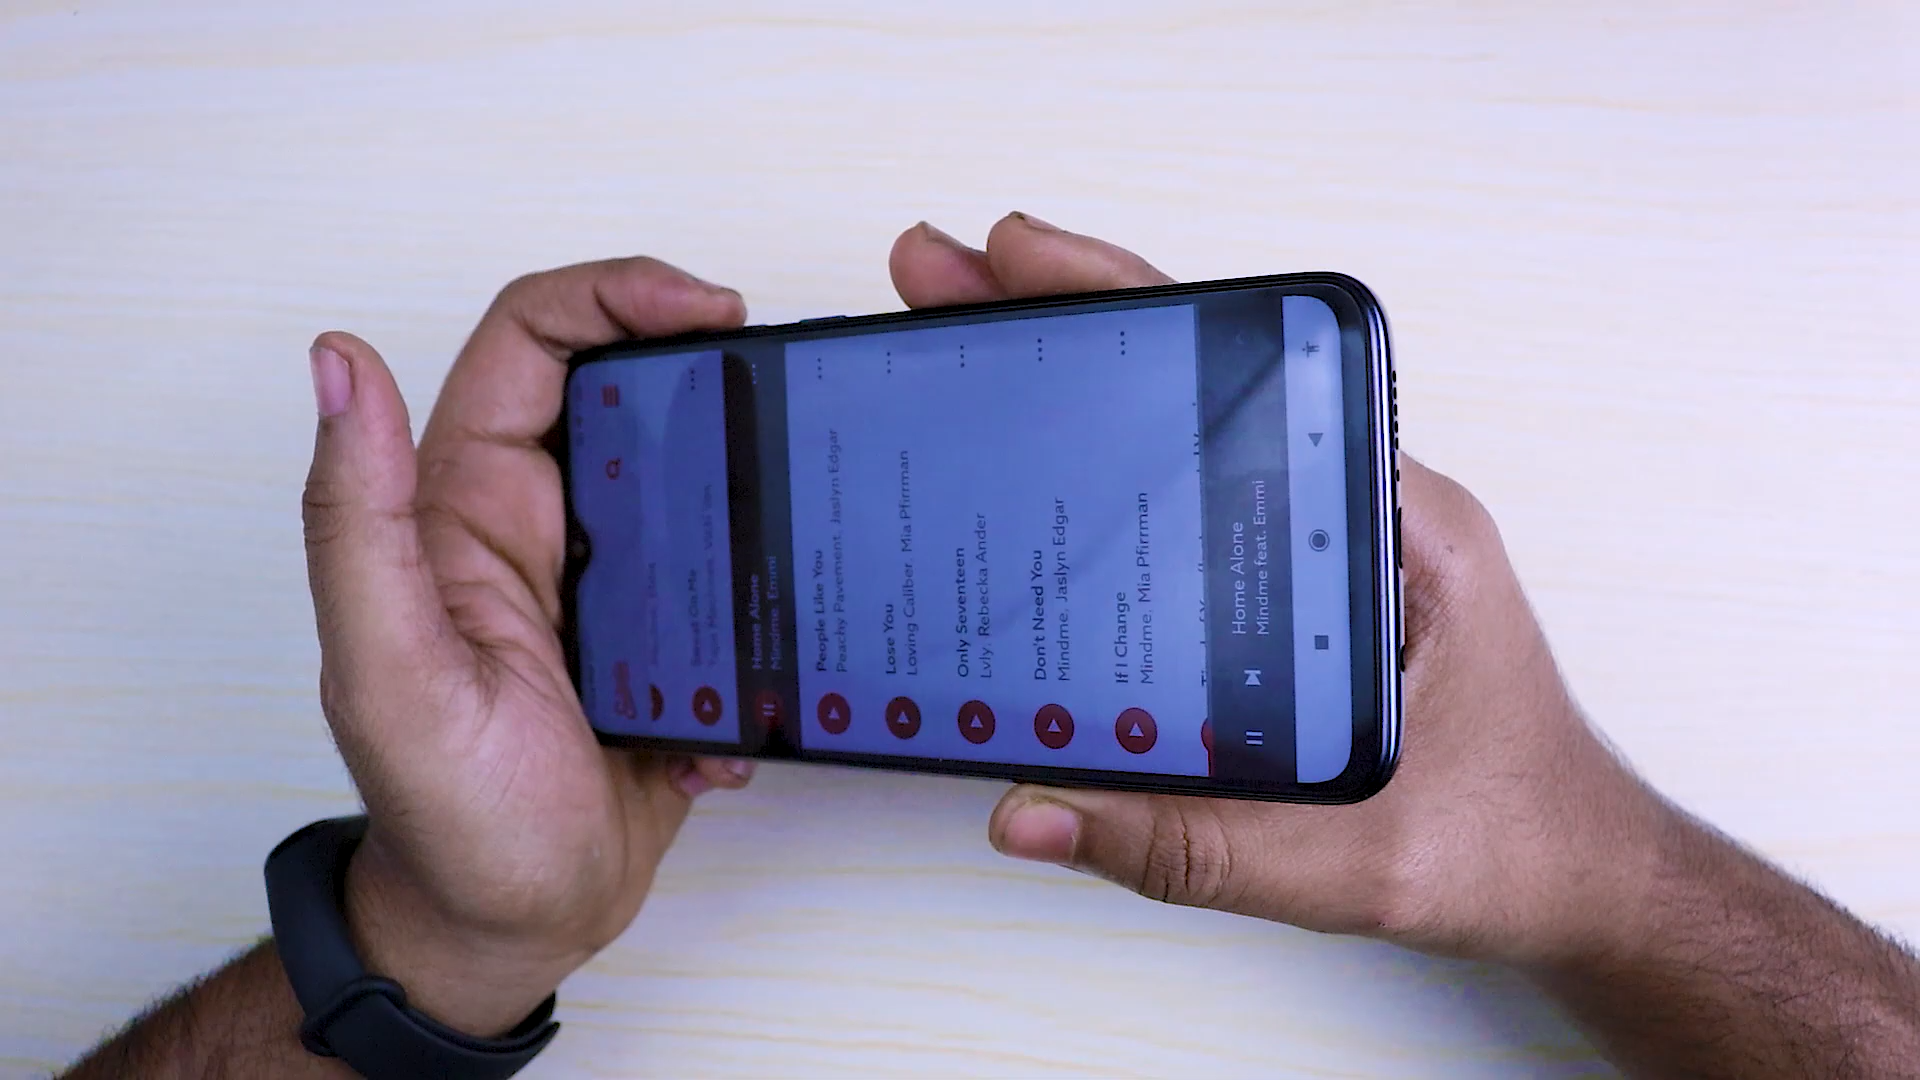 Home Alone
Mindme, Emmi
People Like You
Peachy Pavement, Jaslyn Edgar
Lose You
Loving Caliber, Mia Pfirrman
Only Seventeen
Lvly, Rebecka Ander
Don't Need You
Mindme, Jaslyn Edgar
If I Change
Mindme, Mia Pfirrman
Home Alone
Mindme feat. Emmi